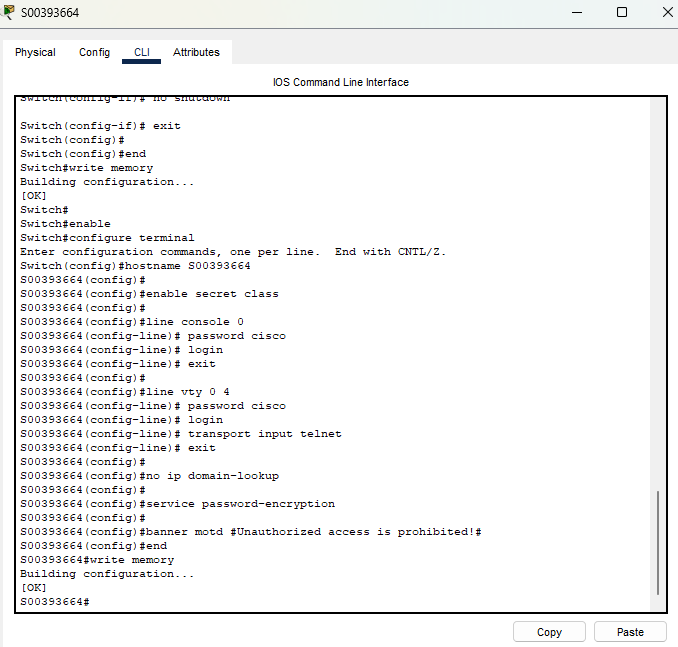 S00393664
Physical Config CLI Attributes
IOS Command Line Interface
Switch(config-if)# no shutdown
Switch(config-if)# exit
Switch(config)#
Switch(config)#end
Switch#write memory
Building configuration...
[OK]
Switch#
Switch#enable
Switch#configure terminal
Enter configuration commands, one per line.  End with CNTL/Z.
Switch(config)#hostname S00393664
S00393664(config)#
S00393664(config)#enable secret class
S00393664(config)#
S00393664(config)#line console 0
S00393664(config-line)# password cisco
S00393664(config-line)# login
S00393664(config-line)# exit
S00393664(config)#
S00393664(config)#line vty 0 4
S00393664(config-line)# password cisco
S00393664(config-line)# login
S00393664(config-line)# transport input telnet
S00393664(config-line)# exit
S00393664(config)#
S00393664(config)#no ip domain-lookup
S00393664(config)#
S00393664(config)#service password-encryption
S00393664(config)#
S00393664(config)#banner motd #Unauthorized access is prohibited!#
S00393664(config)#end
S00393664#write memory
Building configuration...
[OK]
S00393664#
Copy Paste